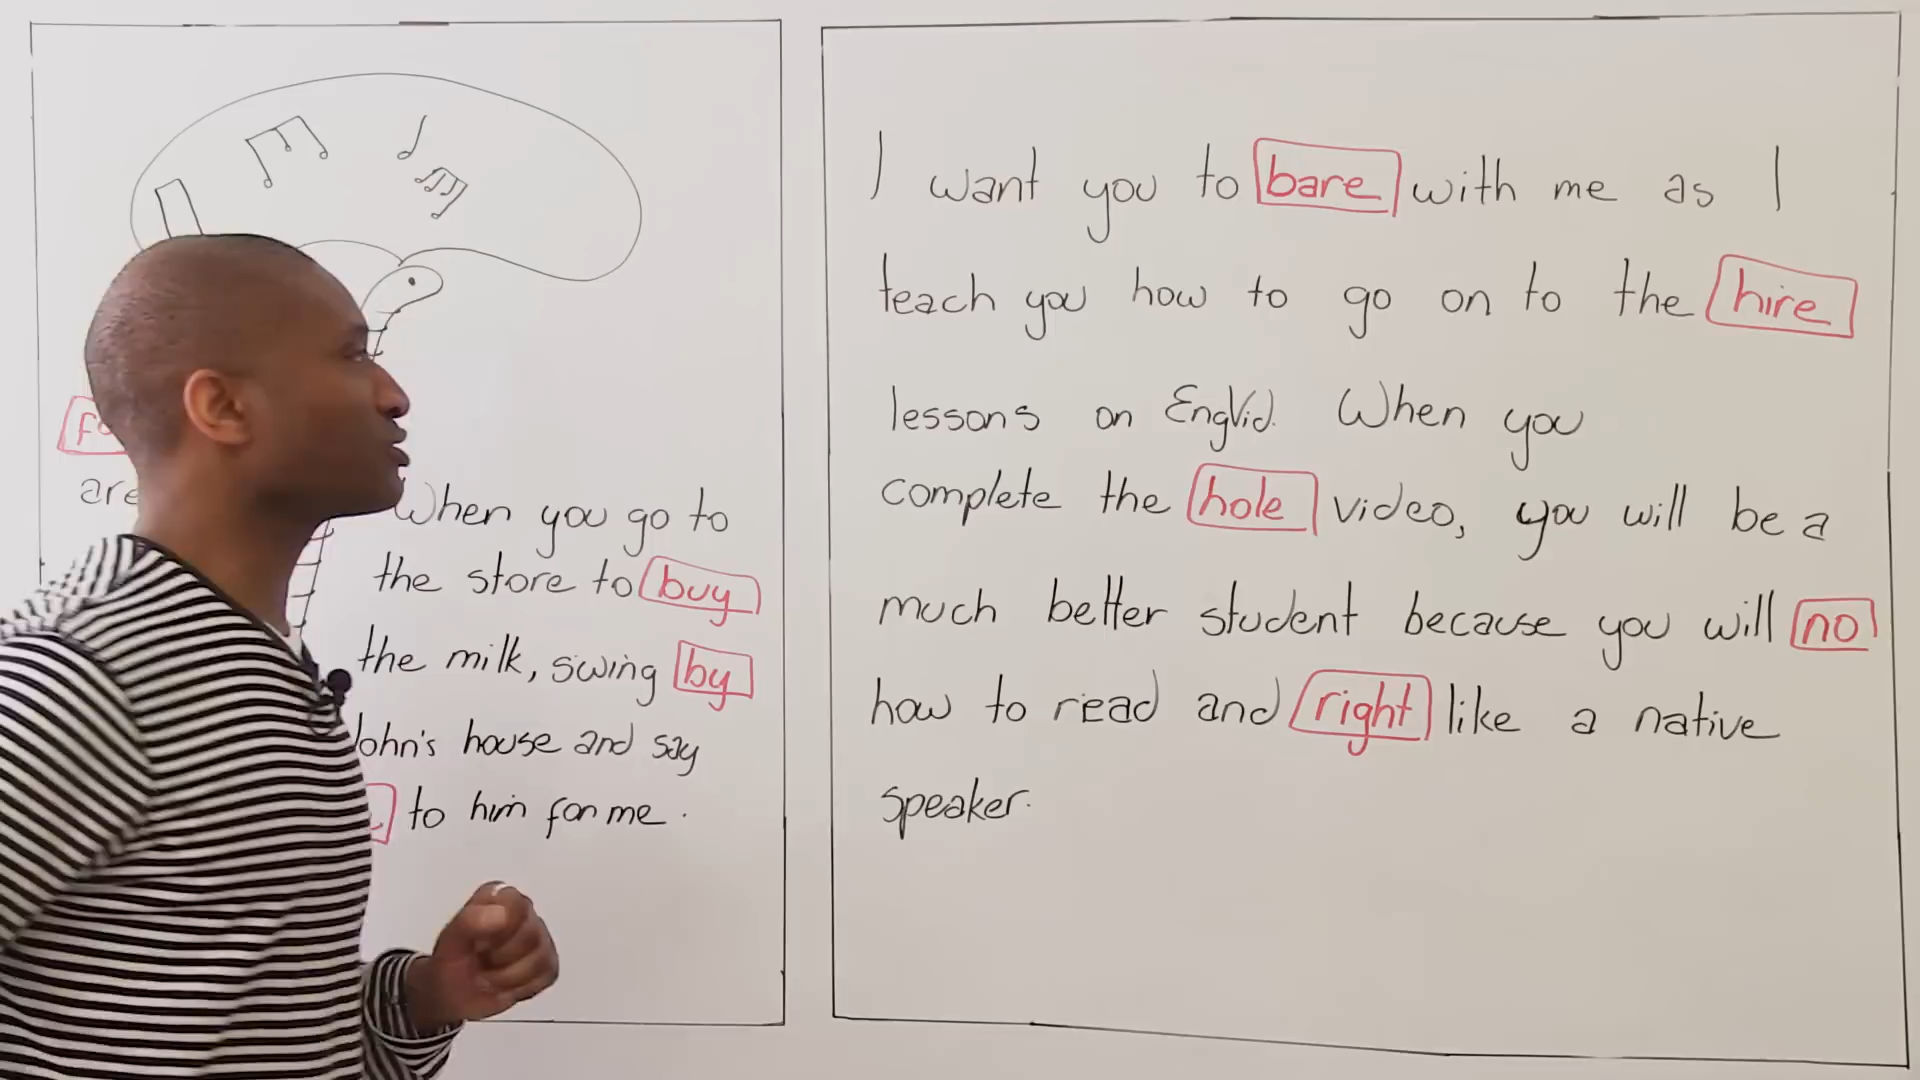 are
When you go to
the store to buy
the milk, swing by
John's house and say
to him for me.
I want you to bare with me as I
teach you how to go on to the hire
lessons on EngVid. When you
complete the hole video, you will be a
much better student because you will no
how to read and right like a native
speaker.